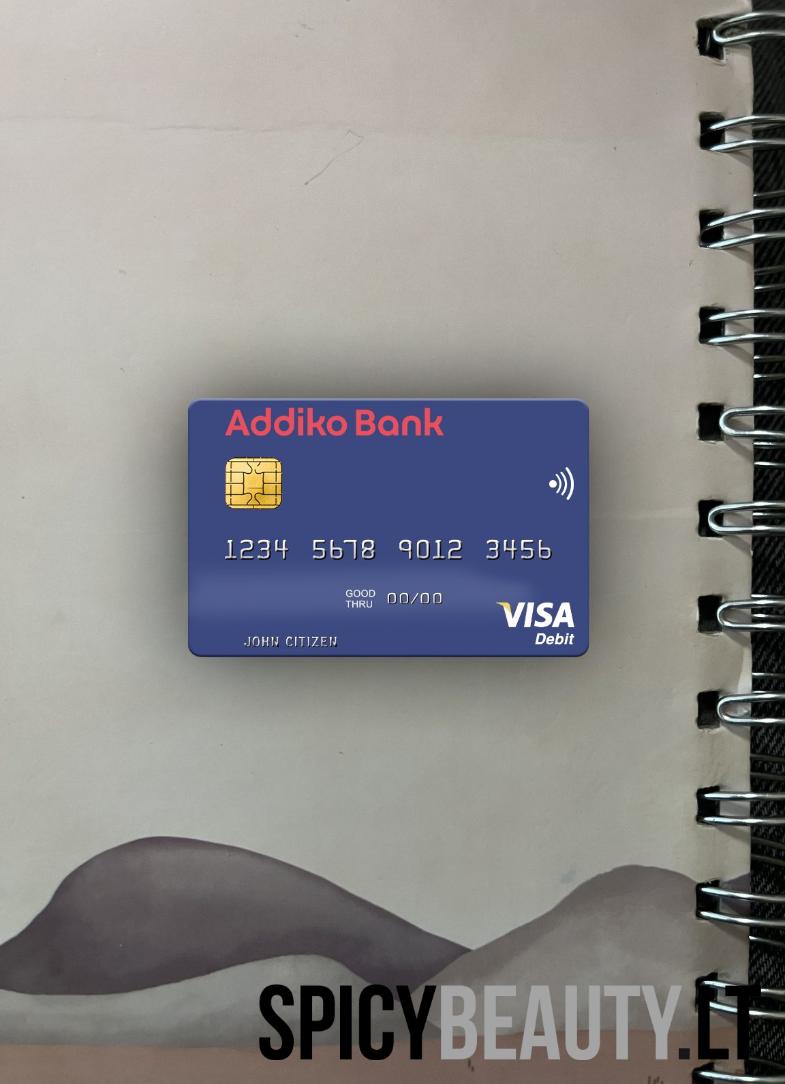 Addiko Bank
1234 5678 9012 3456
GOOD
THRU 00/00
VISA
Debit
JOHN CITIZEN
SPICYBEAUTY.LT